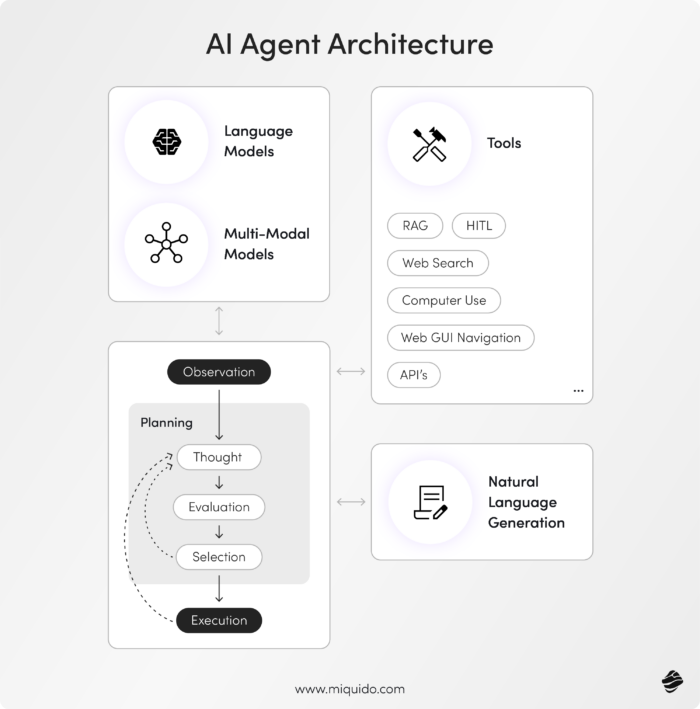 AI Agent Architecture
Language
Models
Multi-Modal
Models
Tools
RAG
HITL
Web Search
Computer Use
Web GUI Navigation
API's
...
Observation
Planning
Thought
Evaluation
Selection
Execution
Natural
Language
Generation
www.miquido.com